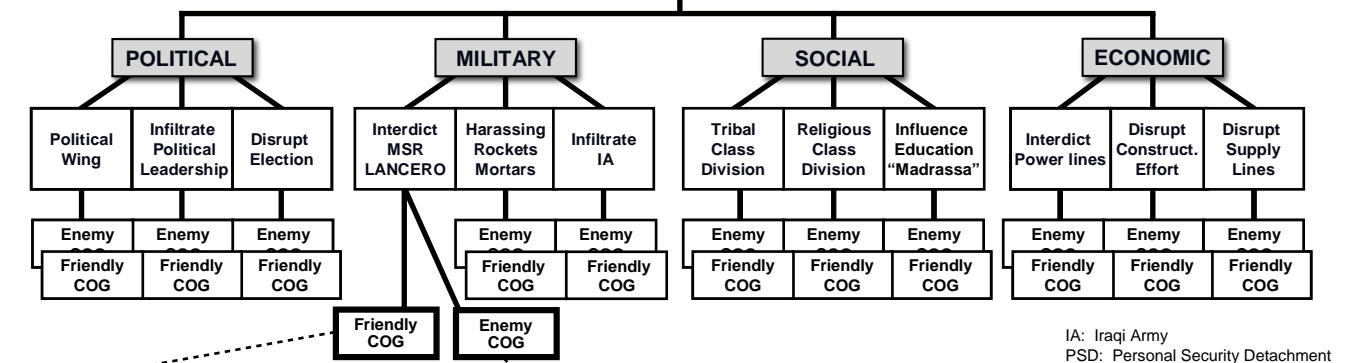 POLITICAL
MILITARY
SOCIAL
ECONOMIC
Political
Wing
Infiltrate
Political
Leadership
Disrupt
Election
Interdict
MSR
LANCERO
Harassing
Rockets
Mortars
Infiltrate
IA
Tribal
Class
Division
Religious
Class
Division
Influence
Education
“Madrassa”
Interdict
Power lines
Disrupt
Construct.
Effort
Disrupt
Supply
Lines
Enemy
Friendly
COG
Enemy
Friendly
COG
Enemy
Friendly
COG
Enemy
Friendly
COG
Enemy
Friendly
COG
Enemy
Friendly
COG
Enemy
Friendly
COG
Enemy
Friendly
COG
Enemy
Friendly
COG
Enemy
Friendly
COG
Enemy
Friendly
COG
Friendly
COG
Enemy
COG
IA: Iraqi Army
PSD: Personal Security Detachment